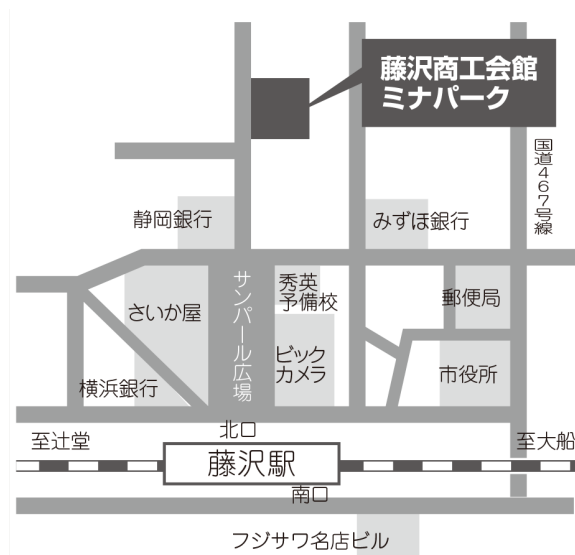 藤沢商工会館
ミナパーク
国道467号線
静岡銀行
みずほ銀行
サンパール広場
秀英
予備校
郵便局
さいか屋
ビック
カメラ
市役所
横浜銀行
北口
至辻堂
藤沢駅
至大船
南口
フジサワ名店ビル